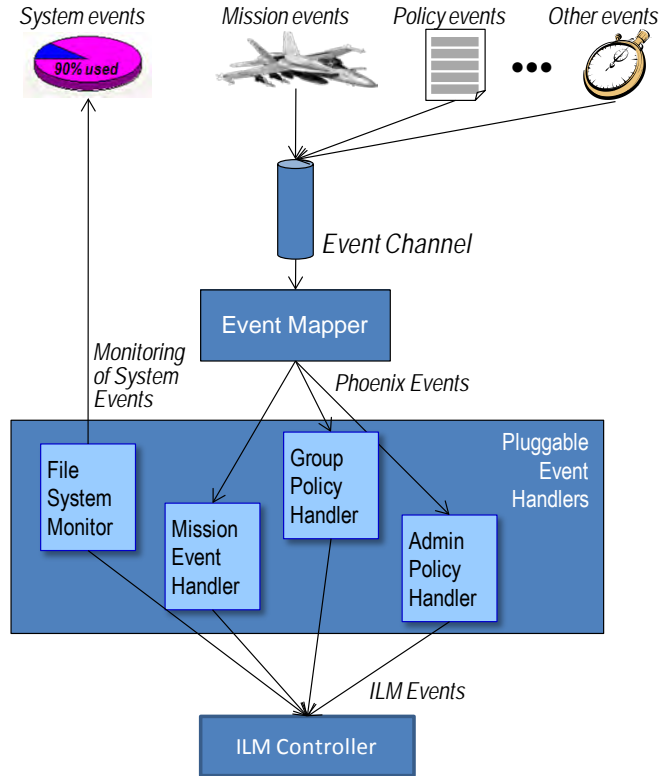 System events
Mission events
Policy events
Other events
90% used
Event Channel
Event Mapper
Monitoring
of System
Events
Phoenix Events
Pluggable
Event
Handlers
File
System
Monitor
Mission
Event
Handler
Group
Policy
Handler
Admin
Policy
Handler
ILM Events
ILM Controller